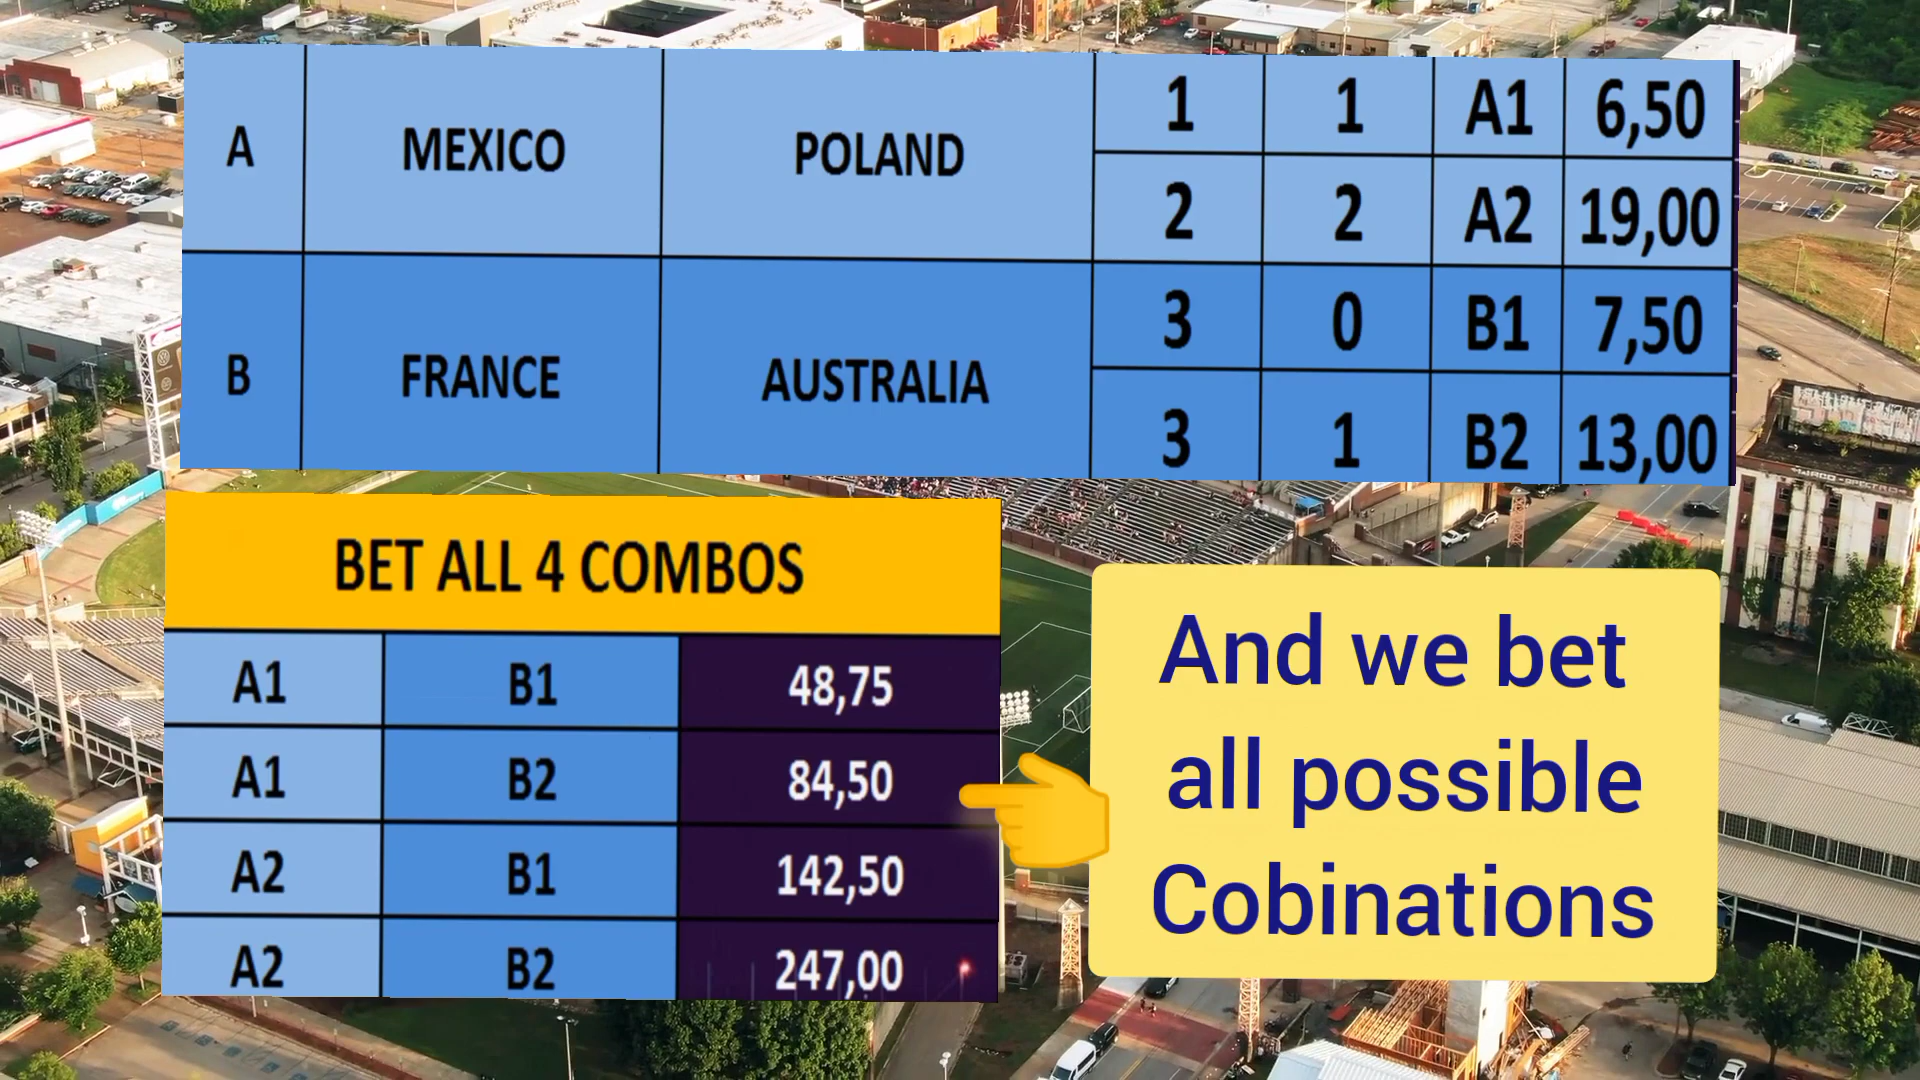 A MEXICO POLAND 1 1 A1 6,50
2 2 A2 19,00
B FRANCE AUSTRALIA 3 0 B1 7,50
3 1 B2 13,00
BET ALL 4 COMBOS
A1 B1 48,75
A1 B2 84,50
A2 B1 142,50
A2 B2 247,00
And we bet
all possible
Cobinations